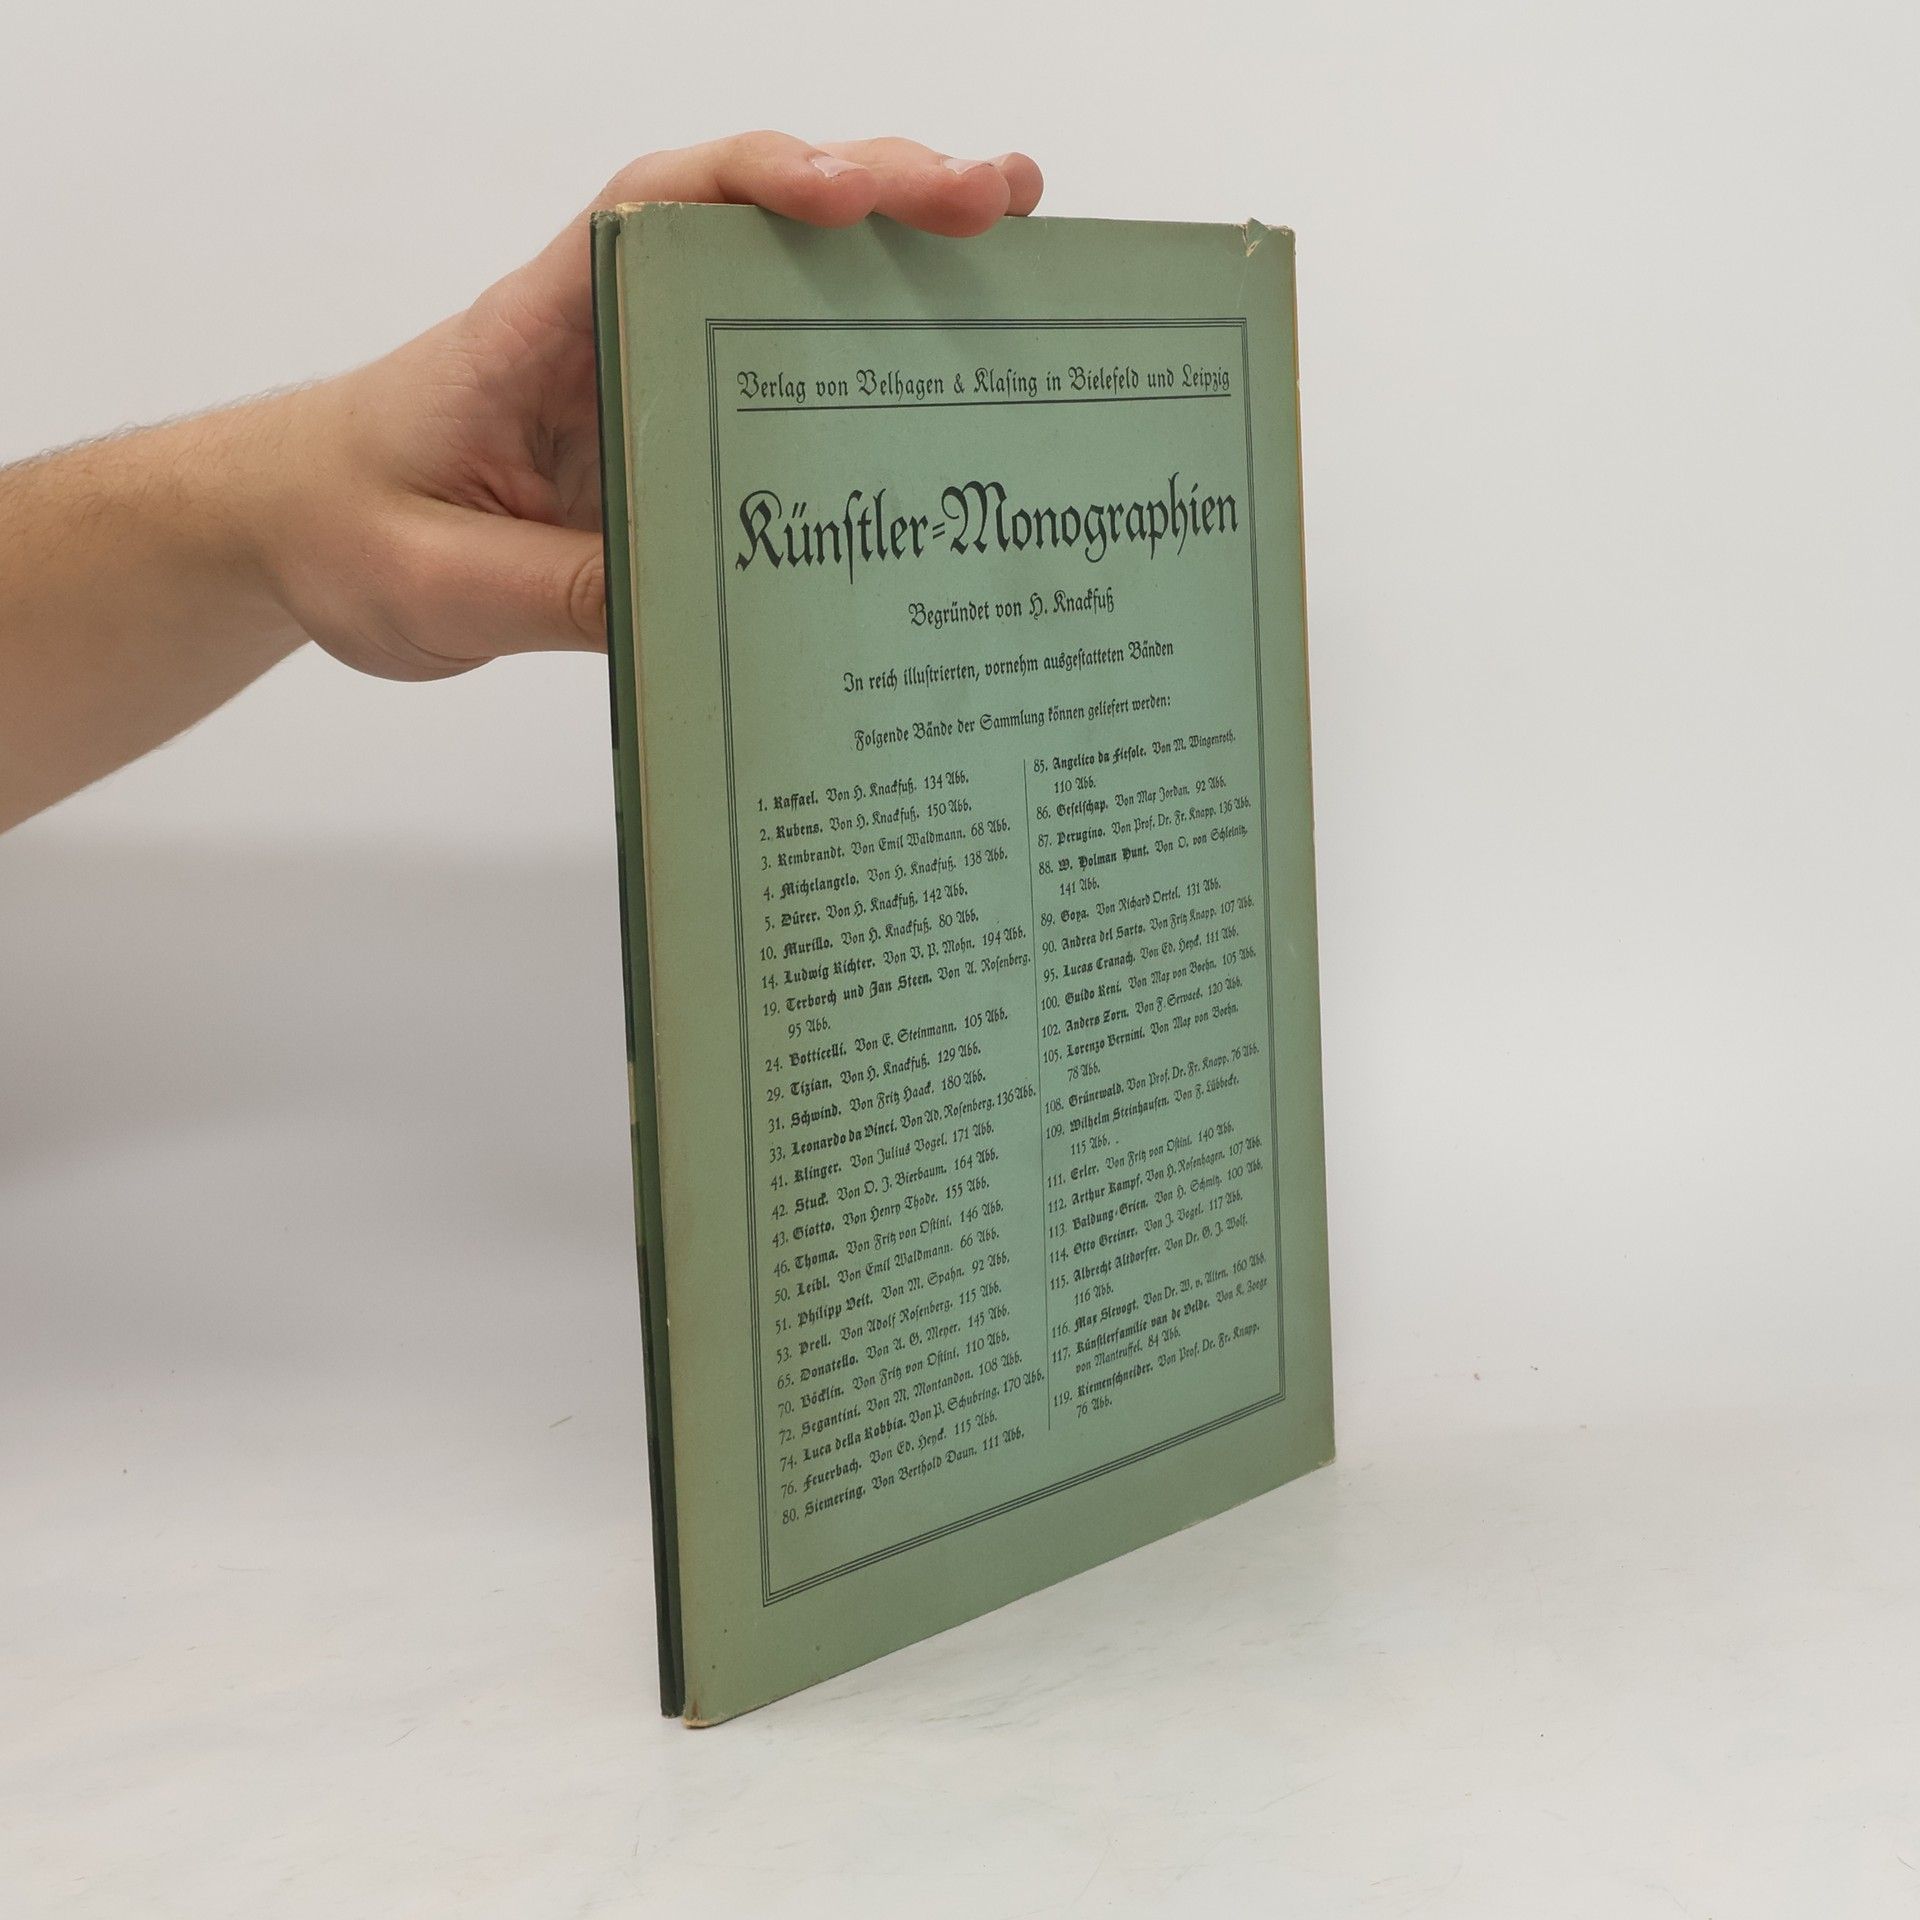 Verlag von Velhagen & Klasing in Bielefeld und Leipzig
Künstler-Monographien
Begründet von H. Knackfuß
In reich illustrierten, vornehm ausgestatteten Bänden
Folgende Bände der Sammlung können geliefert werden:
1. Raffael. Von H. Knackfuß. 134 Abb.
2. Rubens. Von H. Knackfuß. 150 Abb.
3. Rembrandt. Von Emil Waldmann. 68 Abb.
4. Michelangelo. Von H. Knackfuß. 138 Abb.
5. Dürer. Von H. Knackfuß. 142 Abb.
10. Murillo. Von H. Knackfuß. 80 Abb.
14. Ludwig Richter. Von V. P. Mohn. 194 Abb.
19. Terborch und Jan Steen. Von A. Rosenberg.
95 Abb.
24. Botticelli. Von E. Steinmann. 105 Abb.
29. Tizian. Von H. Knackfuß. 129 Abb.
31. Schwind. Von Fritz Haack. 180 Abb.
33. Leonardo da Vinci. Von Ad. Rosenberg. 136 Abb.
41. Klinger. Von Julius Vogel. 171 Abb.
42. Stuck. Von O. J. Bierbaum. 164 Abb.
43. Giotto. Von Henry Thode. 155 Abb.
46. Thoma. Von Fritz von Ostini. 146 Abb.
50. Leibl. Von Emil Waldmann. 66 Abb.
51. Philipp Veit. Von M. Spahn. 92 Abb.
53. Prell. Von Adolf Rosenberg. 115 Abb.
65. Donatello. Von A. G. Meyer. 145 Abb.
70. Böcklin. Von Fritz von Ostini. 110 Abb.
72. Segantini. Von M. Montandon. 108 Abb.
74. Luca della Robbia. Von P. Schubring. 170 Abb.
76. Feuerbach. Von Ed. Heyck. 115 Abb.
80. Siemering. Von Berthold Daun. 111 Abb.
85. Angelico da Fiesole. Von M. Wingenroth.
110 Abb.
86. Geselschap. Von Max Jordan. 92 Abb.
87. Perugino. Von Prof. Dr. Fr. Knapp. 136 Abb.
88. W. Holman Hunt. Von O. von Schleinitz.
141 Abb.
89. Goya. Von Richard Oertel. 131 Abb.
90. Andrea del Sarto. Von Fritz Knapp. 107 Abb.
95. Lucas Cranach. Von Ed. Heyck. 111 Abb.
100. Guido Reni. Von Max von Boehn. 105 Abb.
102. Anders Zorn. Von F. Servaes. 120 Abb.
105. Lorenzo Bernini. Von Max von Boehn.
78 Abb.
108. Grünewald. Von Prof. Dr. Fr. Knapp. 76 Abb.
109. Wilhelm Steinhausen. Von F. Lübbecke.
115 Abb.
111. Erler. Von Fritz von Ostini. 140 Abb.
112. Arthur Kampf. Von H. Rosenhagen. 107 Abb.
113. Baldung-Grien. Von H. Schmitz. 100 Abb.
114. Otto Greiner. Von J. Vogel. 117 Abb.
115. Albrecht Altdorfer. Von Dr. G. J. Wolf.
116 Abb.
116. Max Slevogt. Von Dr. W. v. Alten. 160 Abb.
117. Künstlerfamilie van de Velde. Von K. Zoege
von Manteuffel. 84 Abb.
119. Riemenschneider. Von Prof. Dr. Fr. Knapp.
76 Abb.